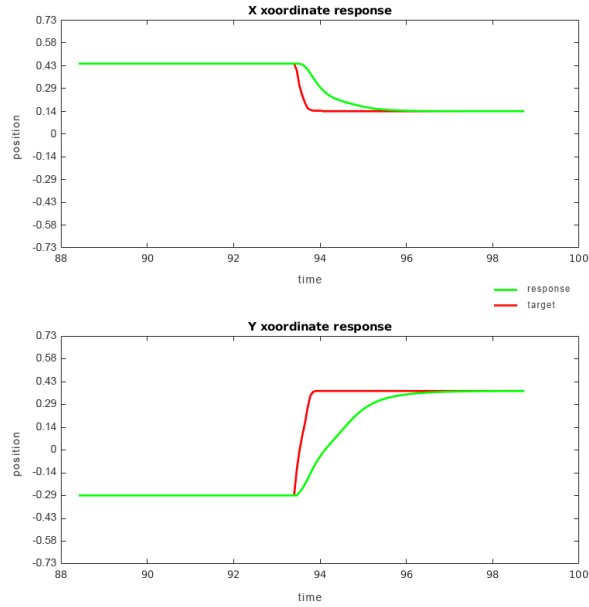 X xoordinate response
0.73
0.58
0.43
0.29
0.14
0
-0.14
-0.29
-0.43
-0.58
-0.73
position
88 90 92 94 96 98 100
time
response
target
Y xoordinate response
0.73
0.58
0.43
0.29
0.14
0
-0.14
-0.29
-0.43
-0.58
-0.73
position
88 90 92 94 96 98 100
time